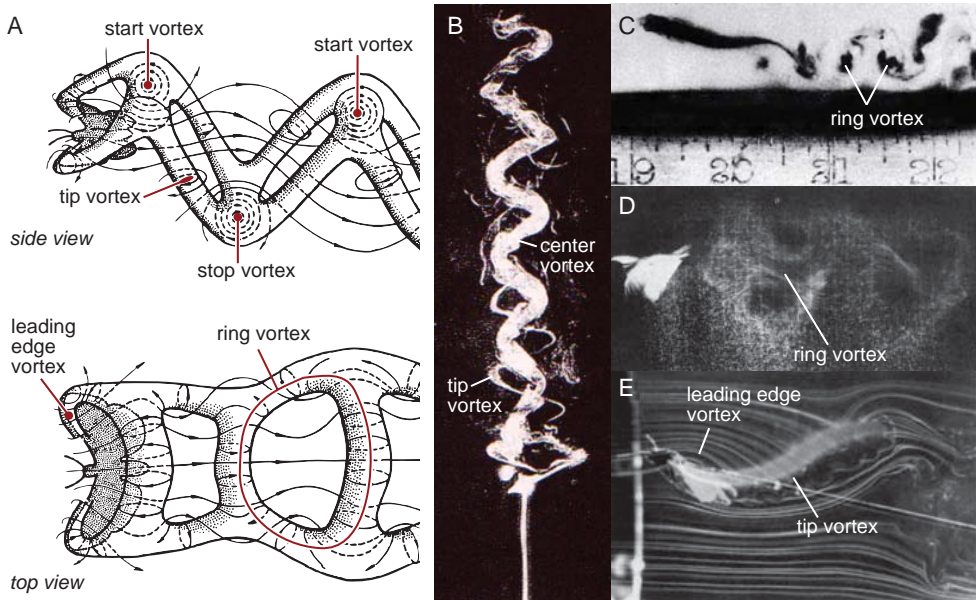 A
start vortex
start vortex
tip vortex
side view
stop vortex
leading
edge
vortex
ring vortex
top view
B
center
vortex
tip
vortex
C
ring vortex
19 20 21 22
D
ring vortex
E
leading edge
vortex
tip vortex